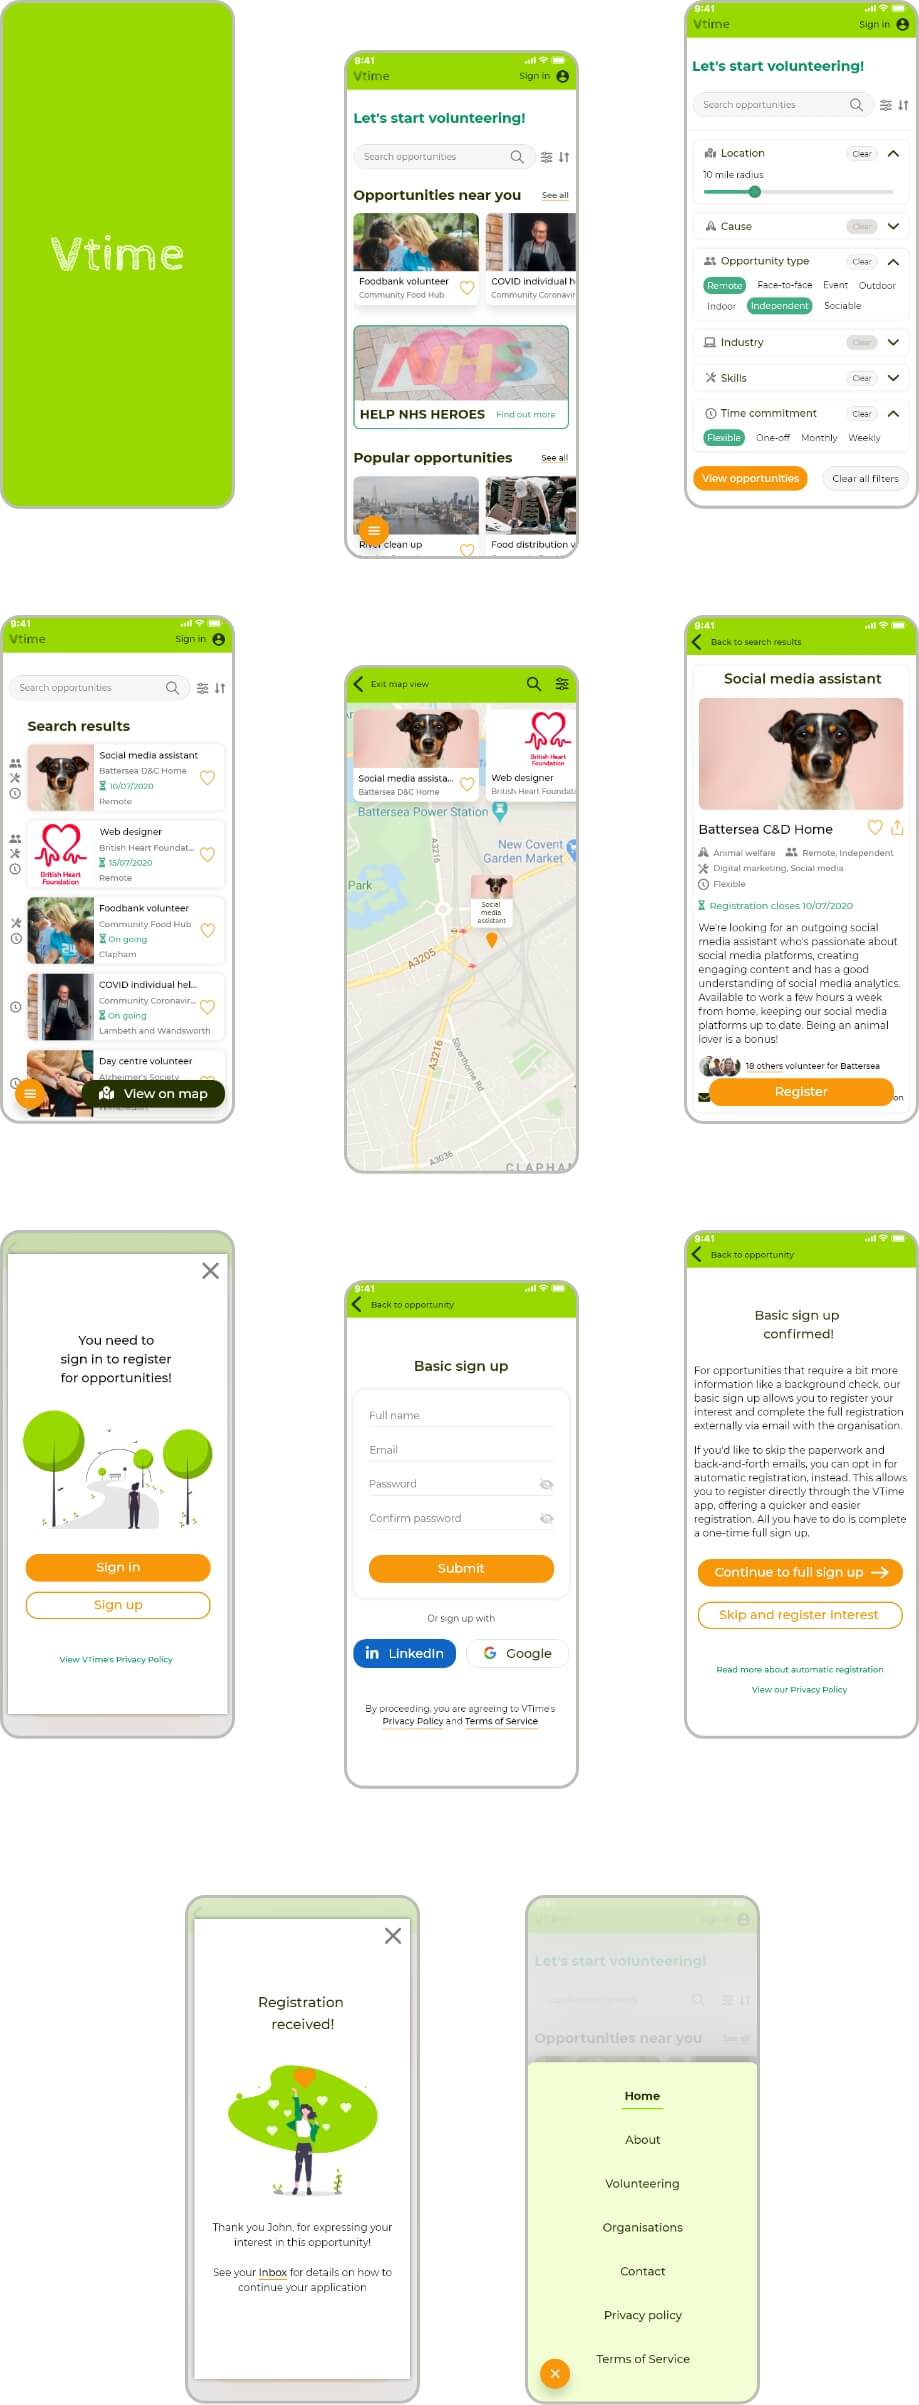 Vtime
9:41
Vtime
Sign in
Let's start volunteering!
Search opportunities
Opportunities near you
See all
Foodbank volunteer
Community Food Hub
COVID individual h
Community Coronavir
NHS
HELP NHS HEROES
Find out more
Popular opportunities
See all
River clean up
Food distribution v
9:41
Vtime
Sign in
Let's start volunteering!
Search opportunities
Location
Clear
10 mile radius
Cause
Clear
Opportunity type
Clear
Remote
Face-to-face
Event
Outdoor
Indoor
Independent
Sociable
Industry
Clear
Skills
Clear
Time commitment
Clear
Flexible
One-off
Monthly
Weekly
View opportunities
Clear all filters
9:41
Vtime
Sign in
Search opportunities
Search results
Social media assistant
Battersea D&C Home
10/07/2020
Remote
Web designer
British Heart Foundat...
15/07/2020
Remote
British Heart
Foundation
Foodbank volunteer
Community Food Hub
On going
Clapham
COVID individual hel...
Community Coronavir...
On going
Lambeth and Wandsworth
Day centre volunteer
Alzheimer's Society
View on map
Exit map view
Social media assista...
Battersea D&C Home
British Heart
Foundation
Web designer
British Heart Foundati
Battersea Power Station
New Covent
Garden Market
Park
Social
media
assistant
A3216
A3205
A3216
Silverthorne Rd
A3036
CLAPHAM
9:41
Back to search results
Social media assistant
Battersea C&D Home
Animal welfare
Remote, Independent
Digital marketing, Social media
Flexible
Registration closes 10/07/2020
We're looking for an outgoing social
media assistant who's passionate about
social media platforms, creating
engaging content and has a good
understanding of social media analytics.
Available to work a few hours a week
from home, keeping our social media
platforms up to date. Being an animal
lover is a bonus!
18 others volunteer for Battersea
Register
on
You need to
sign in to register
for opportunities!
Sign in
Sign up
View VTime's Privacy Policy
9:41
Back to opportunity
Basic sign up
Full name
Email
Password
Confirm password
Submit
Or sign up with
in LinkedIn
G Google
By proceeding, you are agreeing to VTime's
Privacy Policy and Terms of Service
9:41
Back to opportunity
Basic sign up
confirmed!
For opportunities that require a bit more
information like a background check, our
basic sign up allows you to register your
interest and complete the full registration
externally via email with the organisation.
If you'd like to skip the paperwork and
back-and-forth emails, you can opt in for
automatic registration, instead. This allows
you to register directly through the VTime
app, offering a quicker and easier
registration. All you have to do is complete
a one-time full sign up.
Continue to full sign up
Skip and register interest
Read more about automatic registration
View our Privacy Policy
Registration
received!
Thank you John, for expressing your
interest in this opportunity!
See your Inbox for details on how to
continue your application
Let's start volunteering!
Opportunities near you
See all
Home
About
Volunteering
Organisations
Contact
Privacy policy
Terms of Service